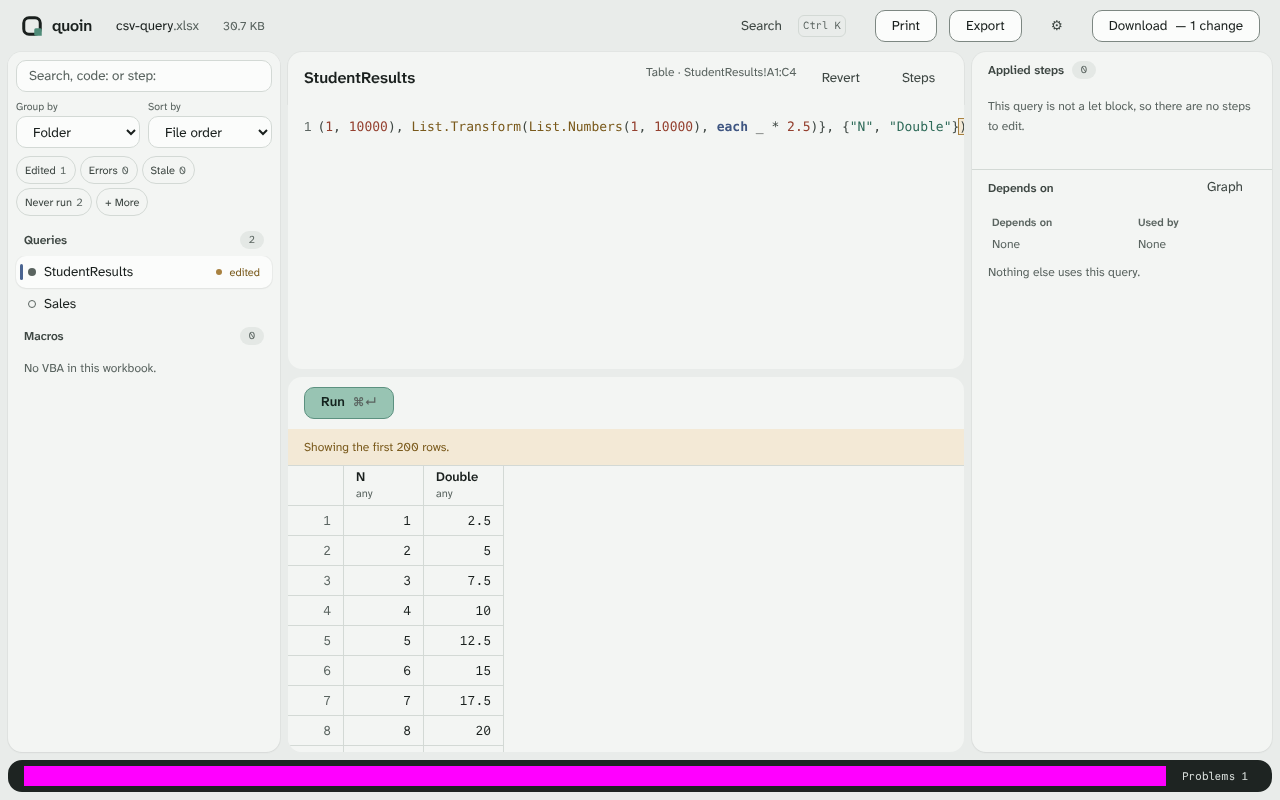 quoin csv-query.xlsx 30.7 KB Search Ctrl K Print Export ⚙ Download — 1 change
Search, code: or step:
Group by Sort by
Folder File order
Edited 1 Errors 0 Stale 0
Never run 2 + More
Queries 2
StudentResults edited
Sales
Macros 0
No VBA in this workbook.
StudentResults Table · StudentResults!A1:C4 Revert Steps
1 (1, 10000), List.Transform(List.Numbers(1, 10000), each _ * 2.5)}, {"N", "Double"})
Run ⌘↵
Showing the first 200 rows.
N Double
any any
1 1 2.5
2 2 5
3 3 7.5
4 4 10
5 5 12.5
6 6 15
7 7 17.5
8 8 20
Applied steps 0
This query is not a let block, so there are no steps
to edit.
Depends on Graph
Depends on Used by
None None
Nothing else uses this query.
Problems 1